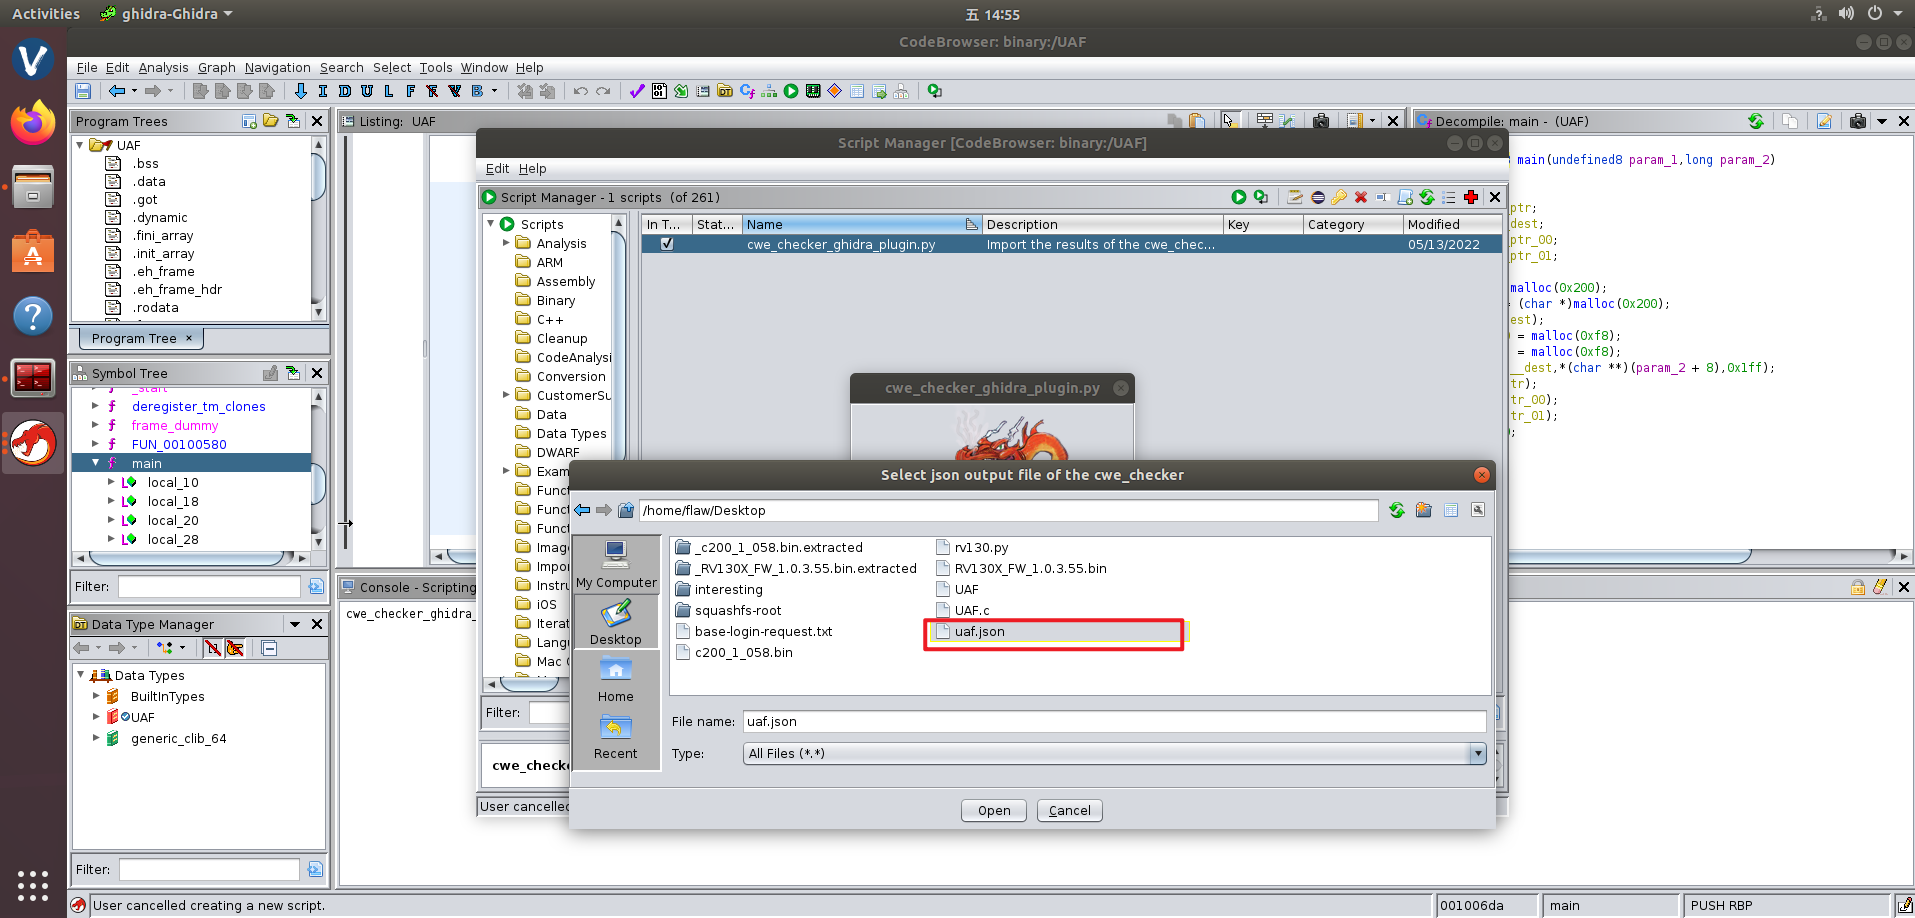 Activities
ghidra-Ghidra
五 14:55
CodeBrowser: binary:/UAF
File Edit Analysis Graph Navigation Search Select Tools Window Help
I D U L F B
Program Trees
UAF
.bss
.data
.got
.dynamic
.fini_array
.init_array
.eh_frame
.eh_frame_hdr
.rodata
Program Tree ×
Symbol Tree
_start
deregister_tm_clones
frame_dummy
FUN_00100580
main
local_10
local_18
local_20
local_28
Filter:
Data Type Manager
Data Types
BuiltInTypes
UAF
generic_clib_64
Filter:
Listing: UAF
Decompile: main - (UAF)
main(undefined8 param_1,long param_2)
ptr;
dest;
ptr_00;
ptr_01;
malloc(0x200);
= (char *)malloc(0x200);
est);
= malloc(0xf8);
= malloc(0xf8);
__dest,*(char **)(param_2 + 8),0x1ff);
tr);
tr_00);
tr_01);
;
Console - Scripting
cwe_checker_ghidra_
Script Manager [CodeBrowser: binary:/UAF]
Edit Help
Script Manager - 1 scripts (of 261)
Scripts
Analysis
ARM
Assembly
Binary
C++
Cleanup
CodeAnalysi
Conversion
CustomerSu
Data
Data Types
DWARF
Exam
Funct
Funct
Funct
Image
Impor
Instru
iOS
Iterat
Langu
Mac O
In T... Stat... Name Description Key Category Modified
cwe_checker_ghidra_plugin.py Import the results of the cwe_chec... 05/13/2022
Filter:
cwe_checke
User cancelled
cwe_checker_ghidra_plugin.py
Select json output file of the cwe_checker
/home/flaw/Desktop
My Computer
Desktop
Home
Recent
_c200_1_058.bin.extracted
_RV130X_FW_1.0.3.55.bin.extracted
interesting
squashfs-root
base-login-request.txt
c200_1_058.bin
rv130.py
RV130X_FW_1.0.3.55.bin
UAF
UAF.c
uaf.json
File name: uaf.json
Type: All Files (*.*)
Open Cancel
User cancelled creating a new script.
001006da main PUSH RBP